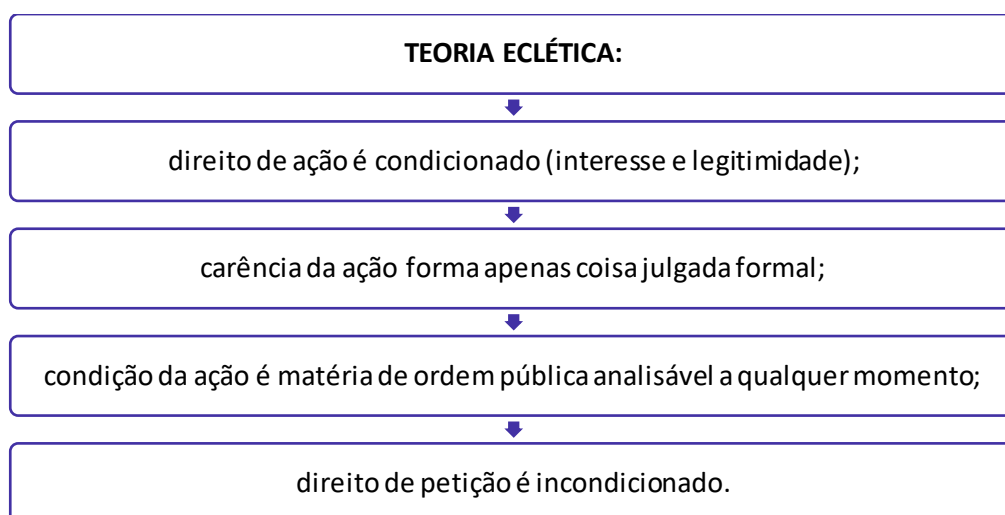 TEORIA ECLÉTICA:
direito de ação é condicionado (interesse e legitimidade);
carência da ação forma apenas coisa julgada formal;
condição da ação é matéria de ordem pública analisável a qualquer momento;
direito de petição é incondicionado.